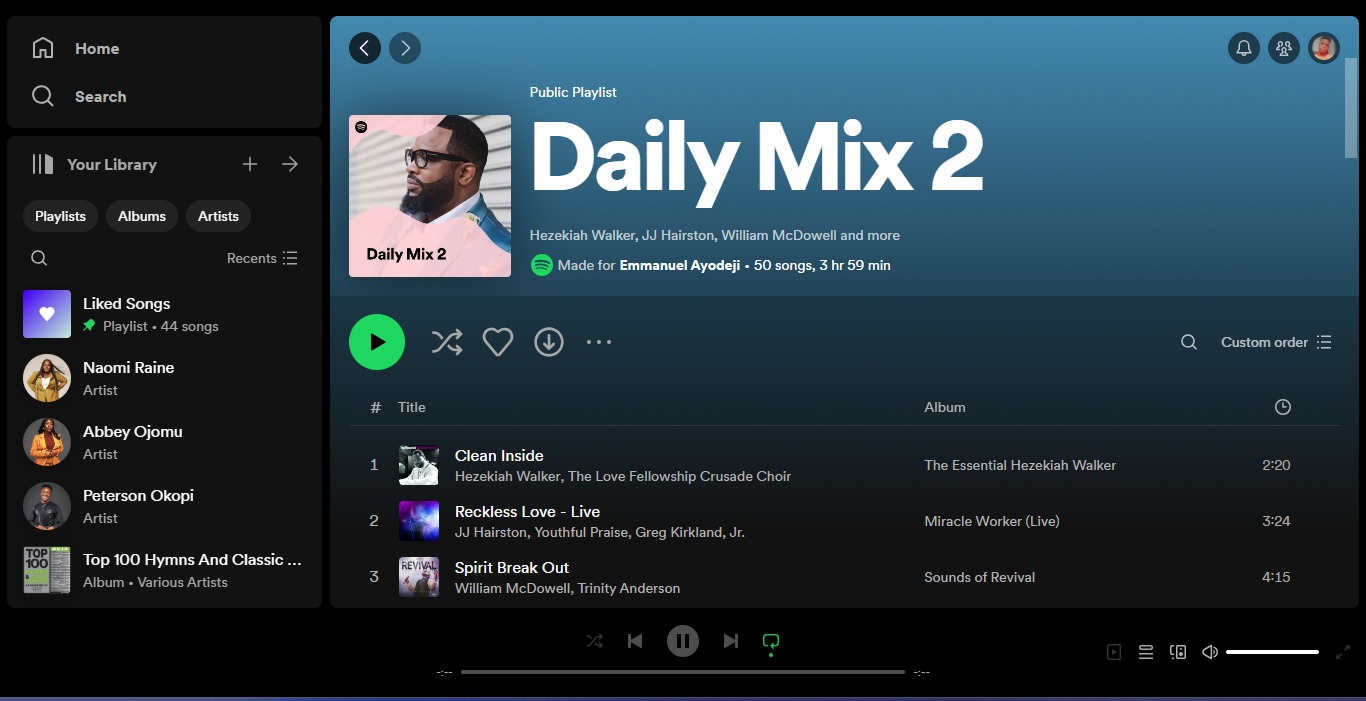 Home
Search
Your Library
Playlists Albums Artists
Recents
Liked Songs
Playlist • 44 songs
Naomi Raine
Artist
Abbey Ojomu
Artist
Peterson Okopi
Artist
TOP
100
Top 100 Hymns And Classic ...
Album • Various Artists
Public Playlist
Daily Mix 2
Daily Mix 2
Hezekiah Walker, JJ Hairston, William McDowell and more
Made for Emmanuel Ayodeji • 50 songs, 3 hr 59 min
Custom order
# Title Album
1 Clean Inside The Essential Hezekiah Walker 2:20
Hezekiah Walker, The Love Fellowship Crusade Choir
2 Reckless Love - Live Miracle Worker (Live) 3:24
JJ Hairston, Youthful Praise, Greg Kirkland, Jr.
REVIVAL
3 Spirit Break Out Sounds of Revival 4:15
William McDowell, Trinity Anderson
-:-- -:--